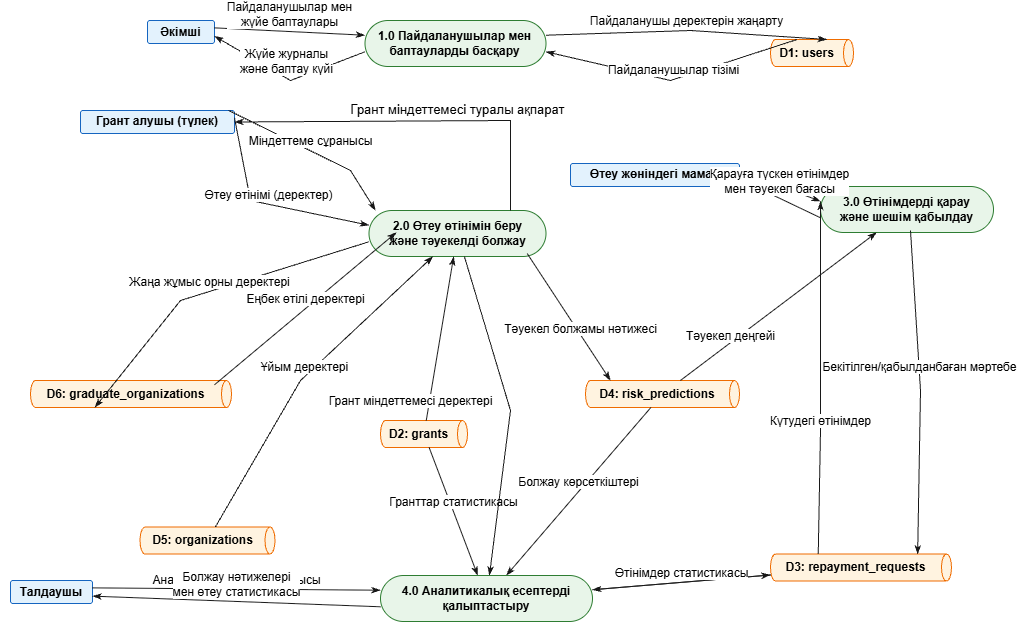 Пайдаланушылар мен
жүйе баптаулары
Әкімші
1.0 Пайдаланушылар мен
баптауларды басқару
Пайдаланушы деректерін жаңарту
D1: users
Жүйе журналы
және баптау күйі
Пайдаланушылар тізімі
Грант міндеттемесі туралы ақпарат
Грант алушы (түлек)
Міндеттеме сұранысы
Өтеу өтінімі (деректер)
Өтеу жөніндегі
Қарауға түскен өтінімдер
мен тәуекел бағасы
3.0 Өтінімдерді қарау
және шешім қабылдау
2.0 Өтеу өтінімін беру
және тәуекелді болжау
Жаңа жұмыс орны деректері
Еңбек өтілі деректері
Тәуекел болжамы нәтижесі
Тәуекел деңгейі
Ұйым деректері
Бекітілген/қабылданбаған мәртебе
D6: graduate_organizations
Грант міндеттемесі деректері
D4: risk_predictions
Күтудегі өтінімдер
D2: grants
Болжау көрсеткіштері
Гранттар статистикасы
D5: organizations
D3: repayment_requests
Өтінімдер статистикасы
Талдаушы
Болжау нәтижелері
мен өтеу статистикасы
4.0 Аналитикалық есептерді
қалыптастыру